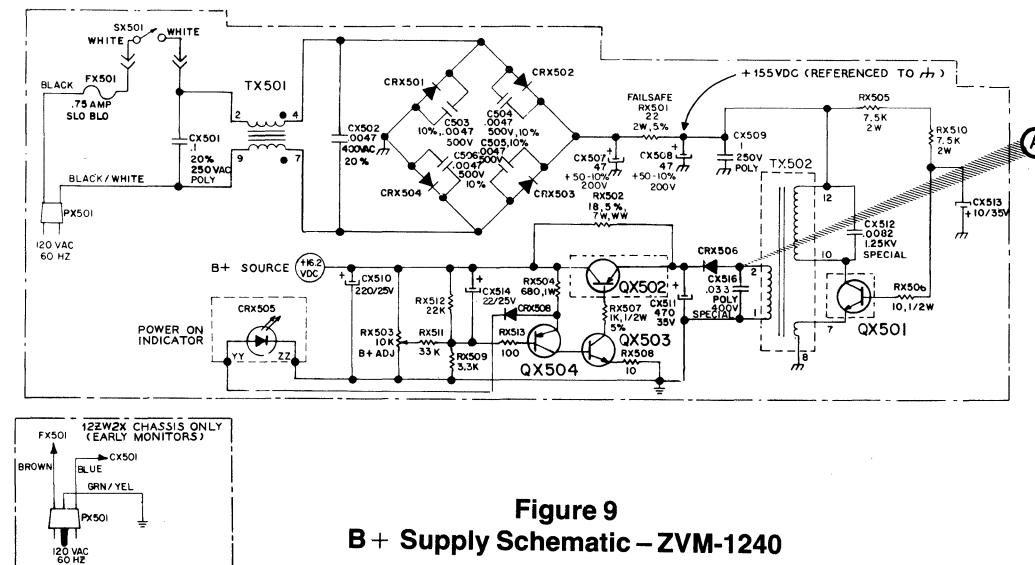 SX501
WHITE
WHITE
BLACK
FX501
.75 AMP
SLO BLO
TX501
2
4
9
7
CX501
.1
20%
250 VAC
POLY
BLACK/WHITE
PX501
120 VAC
60 HZ
CX502
.0047
400VAC
20%
CRX501
CRX502
C503
.0047
10%,
500V
C504
.0047
500V, 10%
C505
.0047
500V
10%
C506
.0047
500V
10%
CRX504
CRX503
FAILSAFE
RX501
22
2W, 5%
+155VDC (REFERENCED TO
CX507
47
+50-10%
200V
CX508
47
+50-10%
200V
CX509
1
250V
POLY
RX505
7.5K
2W
RX510
7.5K
2W
A
CX513
10/35V
TX502
12
10
2
1
7
8
CX512
.0082
1.25KV
SPECIAL
RX506
10, 1/2W
QX501
RX502
18, 5%,
7W, WW
B+ SOURCE
+16.2
VDC
CX510
220/25V
CX514
22/25V
RX504
680, 1W
CRX508
RX512
22K
RX503
10K
B+ ADJ
RX511
33K
RX509
3.3K
RX513
100
QX504
QX502
RX507
1K, 1/2W
5%
QX503
RX508
10
CRX506
CX511
470
35V
SPECIAL
CX516
.033
POLY
400V
CRX505
POWER ON
INDICATOR
YY
ZZ
12ZW2X CHASSIS ONLY
(EARLY MONITORS)
FX501
CX501
BROWN
BLUE
GRN/YEL
PX501
120 VAC
60 HZ
Figure 9
B+ Supply Schematic – ZVM-1240